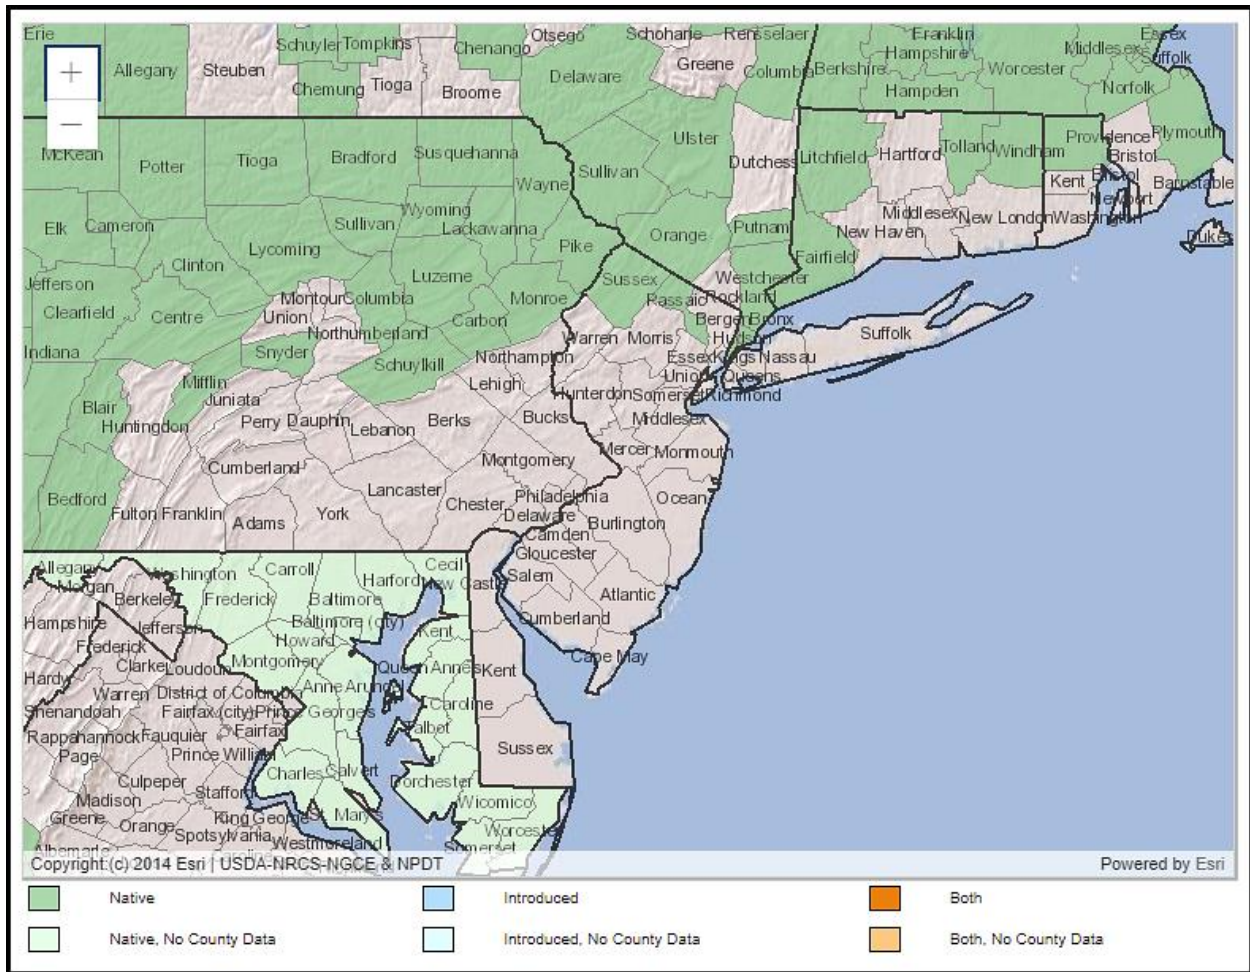 Erie
Schuyler Tompkins
Chenango
Otsego
Schoharie
Rensselaer
Franklin
Essex
Hampshire
Middlesex
Suffolk
Allegany
Steuben
Chemung
Tioga
Broome
Delaware
Greene
Columbia
Berkshire
Worcester
Hampden
Norfolk
McKean
Potter
Tioga
Bradford
Susquehanna
Ulster
Dutchess
Litchfield
Hartford
Tolland
Windham
Providence
Plymouth
Bristol
Wayne
Sullivan
Kent
Bristol
Barnstable
Newport
Elk
Cameron
Sullivan
Wyoming
Lackawanna
Orange
Putnam
Middlesex
New London
Washington
New Haven
Dukes
Clinton
Lycoming
Pike
Fairfield
Jefferson
Luzerne
Sussex
Westchester
Clearfield
Centre
Montour
Columbia
Monroe
Passaic
Rockland
Union
Carbon
Bergen
Bronx
Northumberland
Warren
Morris
Hudson
Suffolk
Indiana
Snyder
Schuylkill
Northampton
Essex
Kings
Nassau
Mifflin
Lehigh
Union
Queens
Juniata
Hunterdon
Somerset
Richmond
Blair
Huntingdon
Perry
Dauphin
Lebanon
Berks
Bucks
Middlesex
Cumberland
Montgomery
Mercer
Monmouth
Bedford
Lancaster
Chester
Philadelphia
Ocean
Fulton
Franklin
Adams
York
Delaware
Burlington
Camden
Gloucester
Allegany
Washington
Carroll
Cecil
Morgan
Harford
New Castle
Salem
Berkeley
Frederick
Baltimore
Atlantic
Hampshire
Jefferson
Baltimore (city)
Cumberland
Frederick
Howard
Kent
Clarke
Loudoun
Montgomery
Queen Annes
Kent
Cape May
Hardy
Warren
District of Columbia
Anne Arundel
Shenandoah
Fairfax (city)
Prince Georges
Caroline
Rappahannock
Fauquier
Fairfax
Talbot
Page
Prince William
Sussex
Culpeper
Charles
Calvert
Dorchester
Madison
Stafford
Wicomico
Greene
Orange
King George
St. Mary's
Spotsylvania
Worcester
Albemarle
Westmoreland
Somerset
Copyright:(c) 2014 Esri | USDA-NRCS-NGCE & NPDT
Powered by Esri
Native
Introduced
Both
Native, No County Data
Introduced, No County Data
Both, No County Data